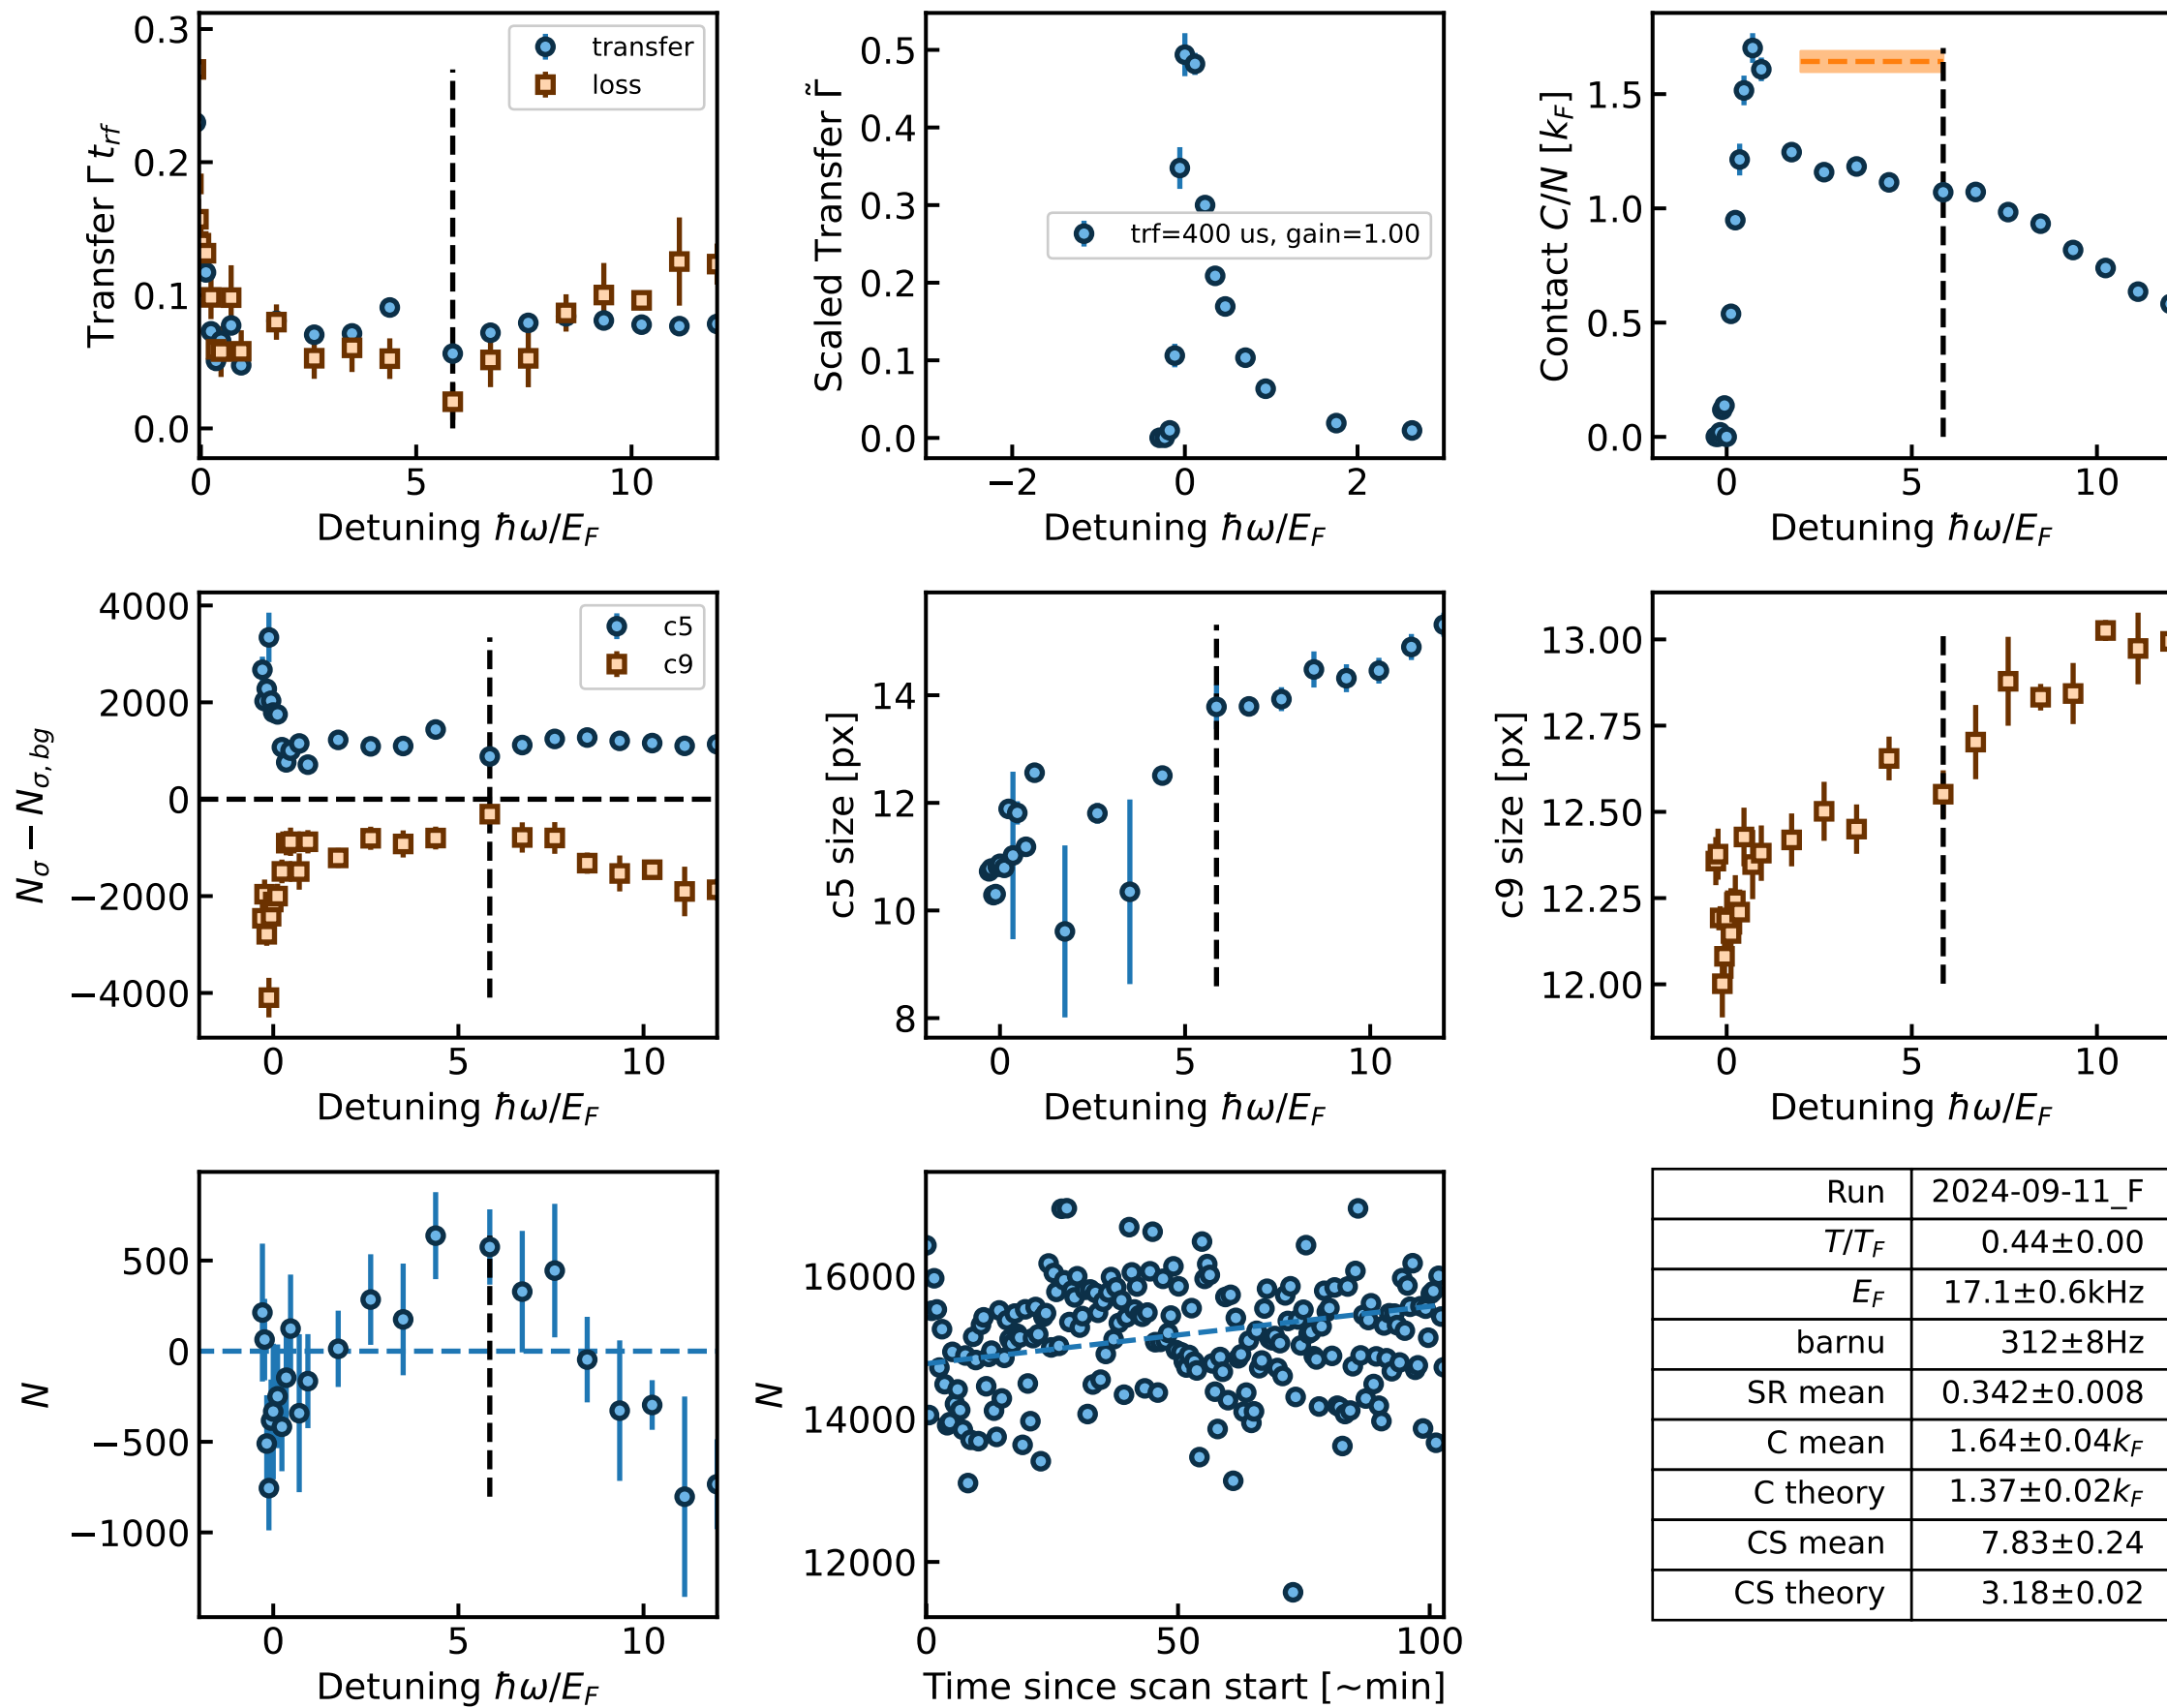 0.3
0.2
0.1
0.0
Transfer Γ t_rf
transfer
loss
0 5 10
Detuning ħω/E_F
0.5
0.4
0.3
0.2
0.1
0.0
Scaled Transfer Γ̃
trf=400 us, gain=1.00
−2 0 2
Detuning ħω/E_F
1.5
1.0
0.5
0.0
Contact C/N [k_F]
0 5 10
Detuning ħω/E_F
4000
2000
0
−2000
−4000
N_σ − N_σ,bg
c5
c9
0 5 10
Detuning ħω/E_F
14
12
10
8
c5 size [px]
0 5
10
Detuning ħω/E_F
13.00
12.75
12.50
12.25
12.00
c9 size [px]
0 5 10
Detuning ħω/E_F
500
0
−500
−1000
N
0 5 10
Detuning ħω/E_F
16000
14000
12000
N
0 50 100
Time since scan start [~min]
Run 2024-09-11_F
T/T_F 0.44±0.00
E_F 17.1±0.6kHz
barnu 312±8Hz
SR mean 0.342±0.008
C mean 1.64±0.04k_F
C theory 1.37±0.02k_F
CS mean 7.83±0.24
CS theory 3.18±0.02